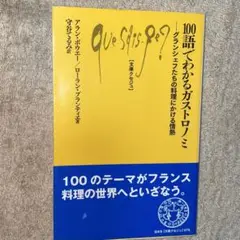 100語でわかるガストロノミ
―グランシェフたちの料理にかける情熱
アラン・ボウエー/ローラン・プラティエ 著
守谷てるみ 訳
Que sais-je?
[文庫クセジュ]
100のテーマがフランス
料理の世界へといざなう。